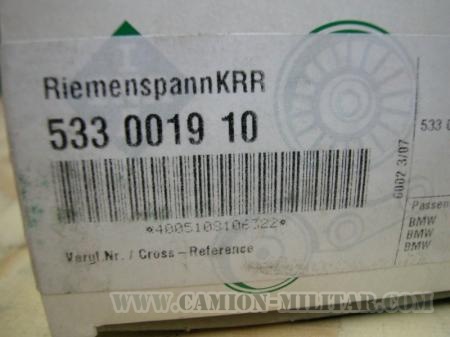 RiemenspannKRR
533 0019 10
*4005108106322*
Vergl.Nr. / Cross-Reference
6002 3/07
533 0
Passen
BMW
BMW
BMW
WWW.CAMION-MILITAR.COM